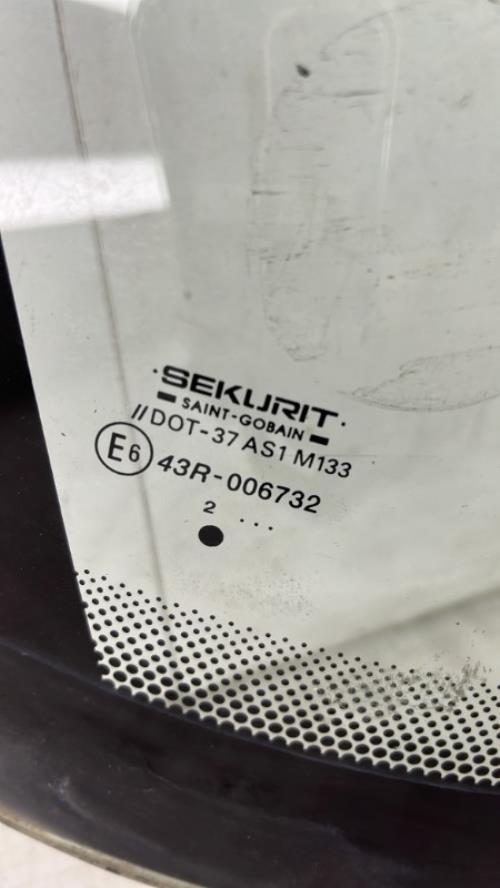 SEKURIT
SAINT-GOBAIN
//DOT-37 AS1 M133
E6 43R-006732
2 ...